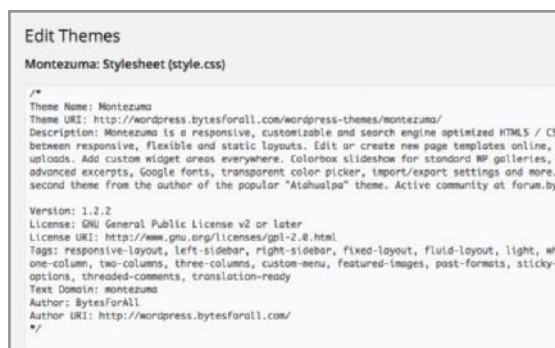 Edit Themes
Montezuma: Stylesheet (style.css)
/*
Theme Name: Montezuma
Theme URI: http://wordpress.bytesforall.com/wordpress-themes/montezuma/
Description: Montezuma is a responsive, customizable and search engine optimized HTML5 / CS
between responsive, flexible and static layouts. Edit or create new page templates online,
uploads. Add custom widget areas everywhere. Colorbox slideshow for standard WP galleries,
advanced excerpts, Google fonts, transparent color picker, import/export settings and more.
second theme from the author of the popular "Atahualpa" theme. Active community at forum.by
Version: 1.2.2
License: GNU General Public License v2 or later
License URI: http://www.gnu.org/licenses/gpl-2.0.html
Tags: responsive-layout, left-sidebar, right-sidebar, fixed-layout, fluid-layout, light, wh
one-column, two-columns, three-columns, custom-menu, featured-images, post-formats, sticky-
options, threaded-comments, translation-ready
Text Domain: montezuma
Author: BytesForAll
Author URI: http://wordpress.bytesforall.com/
*/